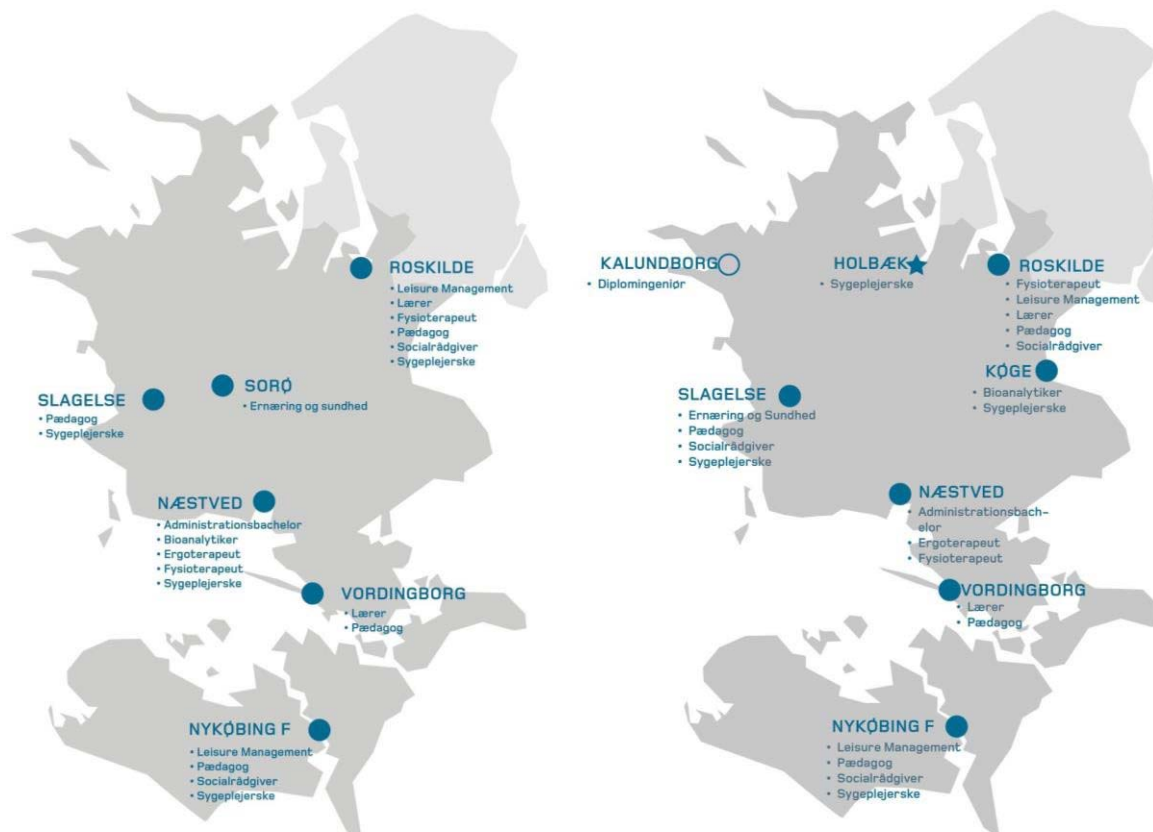 ROSKILDE
• Leisure Management
• Lærer
• Fysioterapeut
• Pædagog
• Socialrådgiver
• Sygeplejerske
SORØ
• Ernæring og sundhed
SLAGELSE
• Pædagog
• Sygeplejerske
NÆSTVED
• Administrationsbachelor
• Bioanalytiker
• Ergoterapeut
• Fysioterapeut
• Sygeplejerske
VORDINGBORG
• Lærer
• Pædagog
NYKØBING F
• Leisure Management
• Pædagog
• Socialrådgiver
• Sygeplejerske
KALUNDBORG
• Diplomingeniør
HOLBÆK
• Sygeplejerske
ROSKILDE
• Fysioterapeut
• Leisure Management
• Lærer
• Pædagog
• Socialrådgiver
KØGE
• Bioanalytiker
• Sygeplejerske
SLAGELSE
• Ernæring og Sundhed
• Pædagog
• Socialrådgiver
• Sygeplejerske
NÆSTVED
• Administrationsbach-
elor
• Ergoterapeut
• Fysioterapeut
VORDINGBORG
• Lærer
• Pædagog
NYKØBING F
• Leisure Management
• Pædagog
• Socialrådgiver
• Sygeplejerske